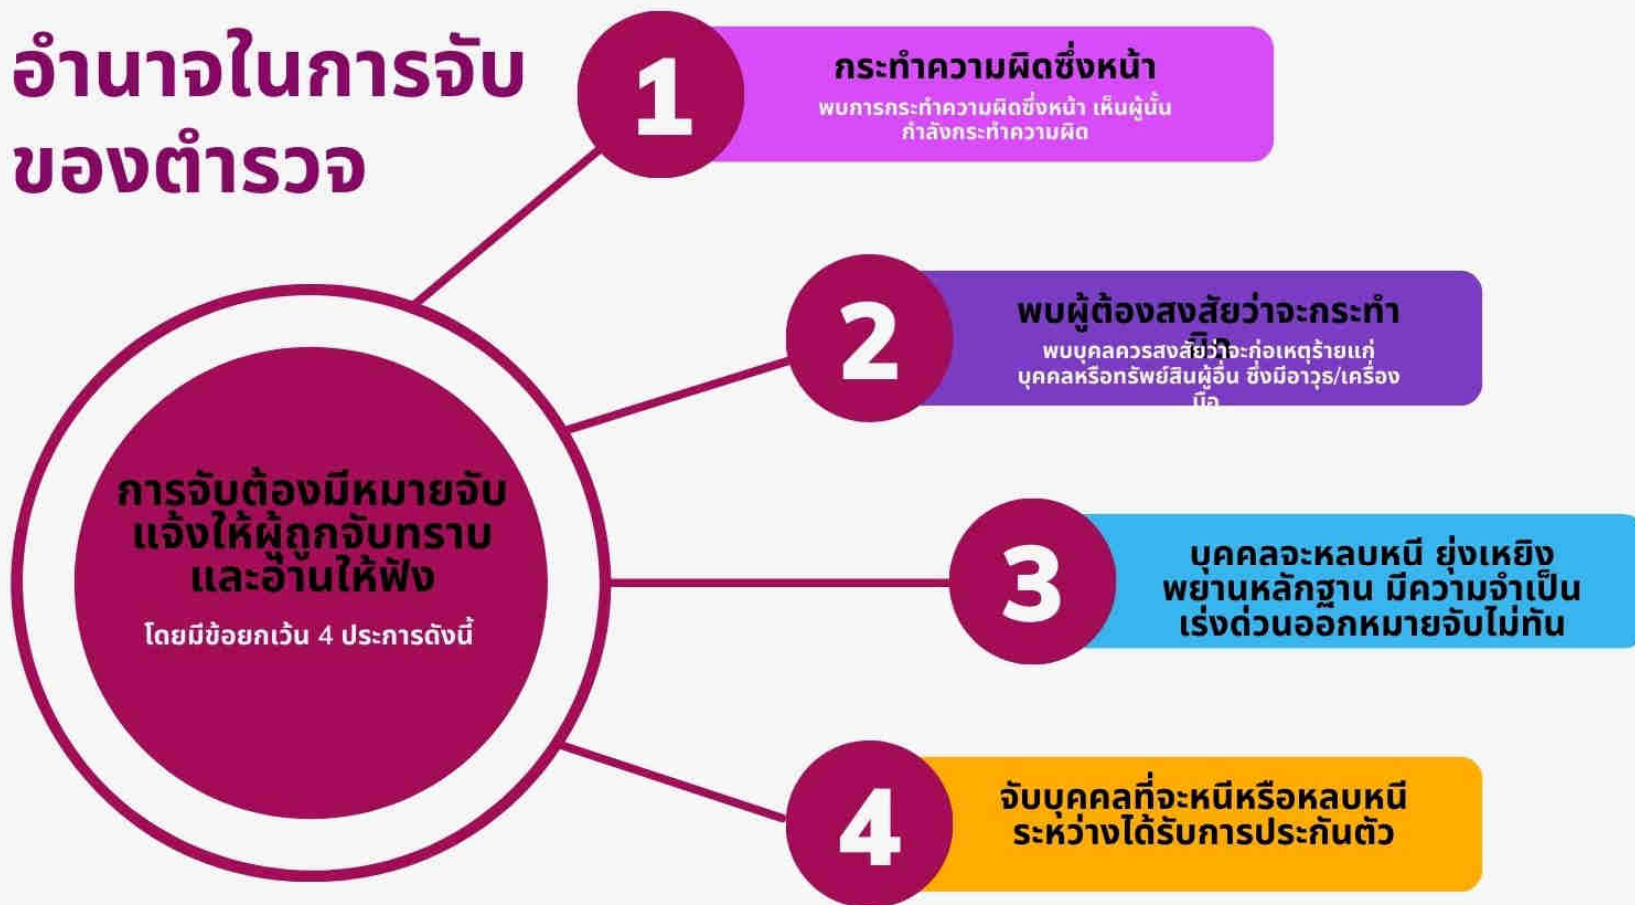 อำนาจในการจับ
ของตำรวจ
1
กระทำความผิดซึ่งหน้า
พบการกระทำความผิดซึ่งหน้า เห็นผู้นั้น
กำลังกระทำความผิด
2
พบผู้ต้องสงสัยว่าจะกระทำ
ผิด
พบบุคคลควรสงสัยว่าจะก่อเหตุร้ายแก่
บุคคลหรือทรัพย์สินผู้อื่น ซึ่งมีอาวุธ/เครื่อง
มือ
การจับต้องมีหมายจับ
แจ้งให้ผู้ถูกจับทราบ
และอ่านให้ฟัง
โดยมีข้อยกเว้น 4 ประการดังนี้
3
บุคคลจะหลบหนี ยุ่งเหยิง
พยานหลักฐาน มีความจำเป็น
เร่งด่วนออกหมายจับไม่ทัน
4
จับบุคคลที่จะหนีหรือหลบหนี
ระหว่างได้รับการประกันตัว